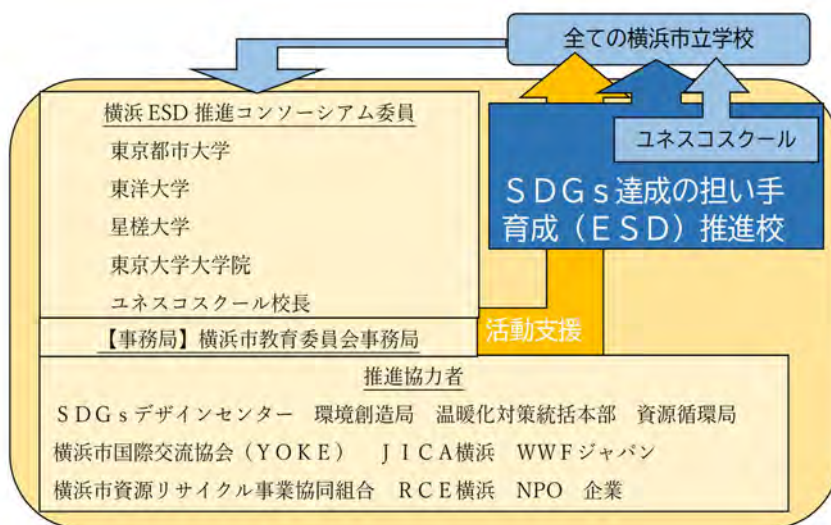 全ての横浜市立学校
横浜ESD推進コンソーシアム委員
東京都市大学
東洋大学
星槎大学
東京大学大学院
ユネスコスクール校長
【事務局】横浜市教育委員会事務局
ユネスコスクール
SDGs達成の担い手
育成(ESD)推進校
活動支援
推進協力者
SDGsデザインセンター 環境創造局 温暖化対策統括本部 資源循環局
横浜市国際交流協会(YOKE) JICA横浜 WWFジャパン
横浜市資源リサイクル事業協同組合 RCE横浜 NPO 企業